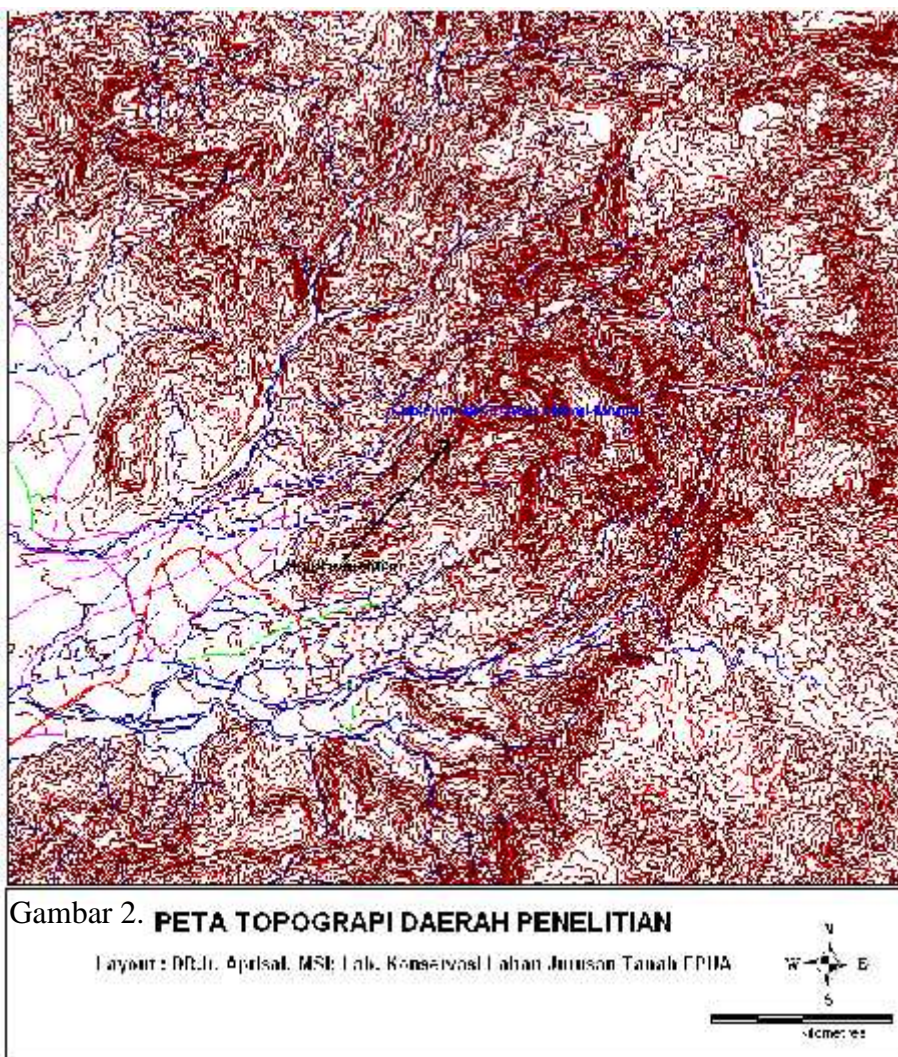 Gambar 2. PETA TOPOGRAPI DAERAH PENELITIAN
Layout : DR.Ir. Aprisal, MSi: Lab. Konservasi Lahan Jurusan Tanah FPUA
N
W E
S
kilometres